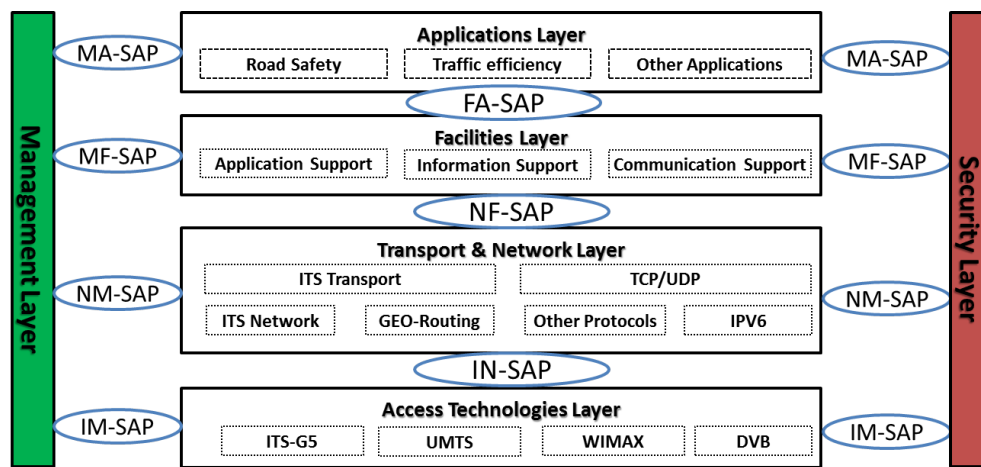 Management Layer
MA-SAP
Applications Layer
Road Safety
Traffic efficiency
Other Applications
MA-SAP
FA-SAP
MF-SAP
Facilities Layer
Application Support
Information Support
Communication Support
MF-SAP
NF-SAP
NM-SAP
Transport & Network Layer
ITS Transport
TCP/UDP
ITS Network
GEO-Routing
Other Protocols
IPV6
NM-SAP
IN-SAP
IM-SAP
Access Technologies Layer
ITS-G5
UMTS
WIMAX
DVB
IM-SAP
Security Layer